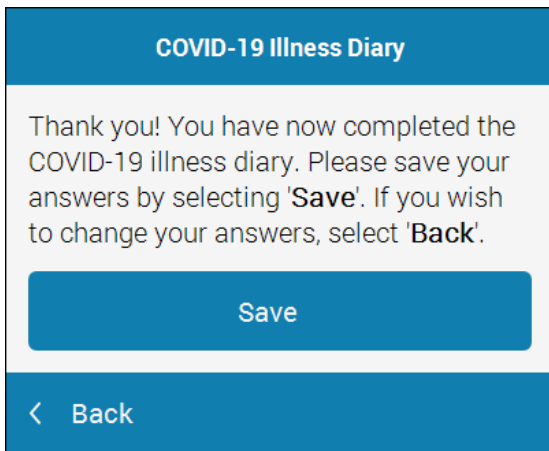 COVID-19 Illness Diary
Thank you! You have now completed the
COVID-19 illness diary. Please save your
answers by selecting 'Save'. If you wish
to change your answers, select 'Back'.
Save
Back